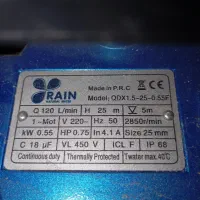 RAIN
Made in P.R.C
Model: QDX1.5-25-0.55F
Q 120 L/min H 25 m V 5m
1~Mot V 220~ Hz 50 2850r/min
kW 0.55 HP 0.75 In 4.1 A Size 25 mm
C 18 µF VL 450 V ICL F IP 68
Continuous duty Thermally Protected Twater max.40°C